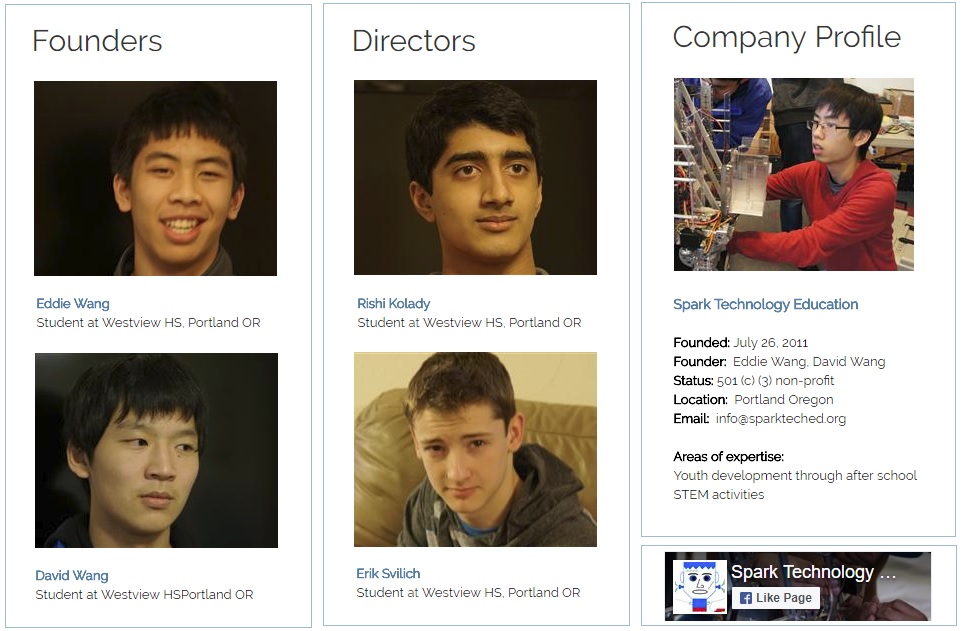 Founders
Eddie Wang
Student at Westview HS, Portland OR
David Wang
Student at Westview HSPortland OR
Directors
Rishi Kolady
Student at Westview HS, Portland OR
Erik Svilich
Student at Westview HS, Portland OR
Company Profile
Spark Technology Education
Founded: July 26, 2011
Founder:  Eddie Wang, David Wang
Status: 501 (c) (3) non-profit
Location:  Portland Oregon
Email:  info@sparkteched.org
Areas of expertise:
Youth development through after school
STEM activities
Spark Technology ...
Like Page